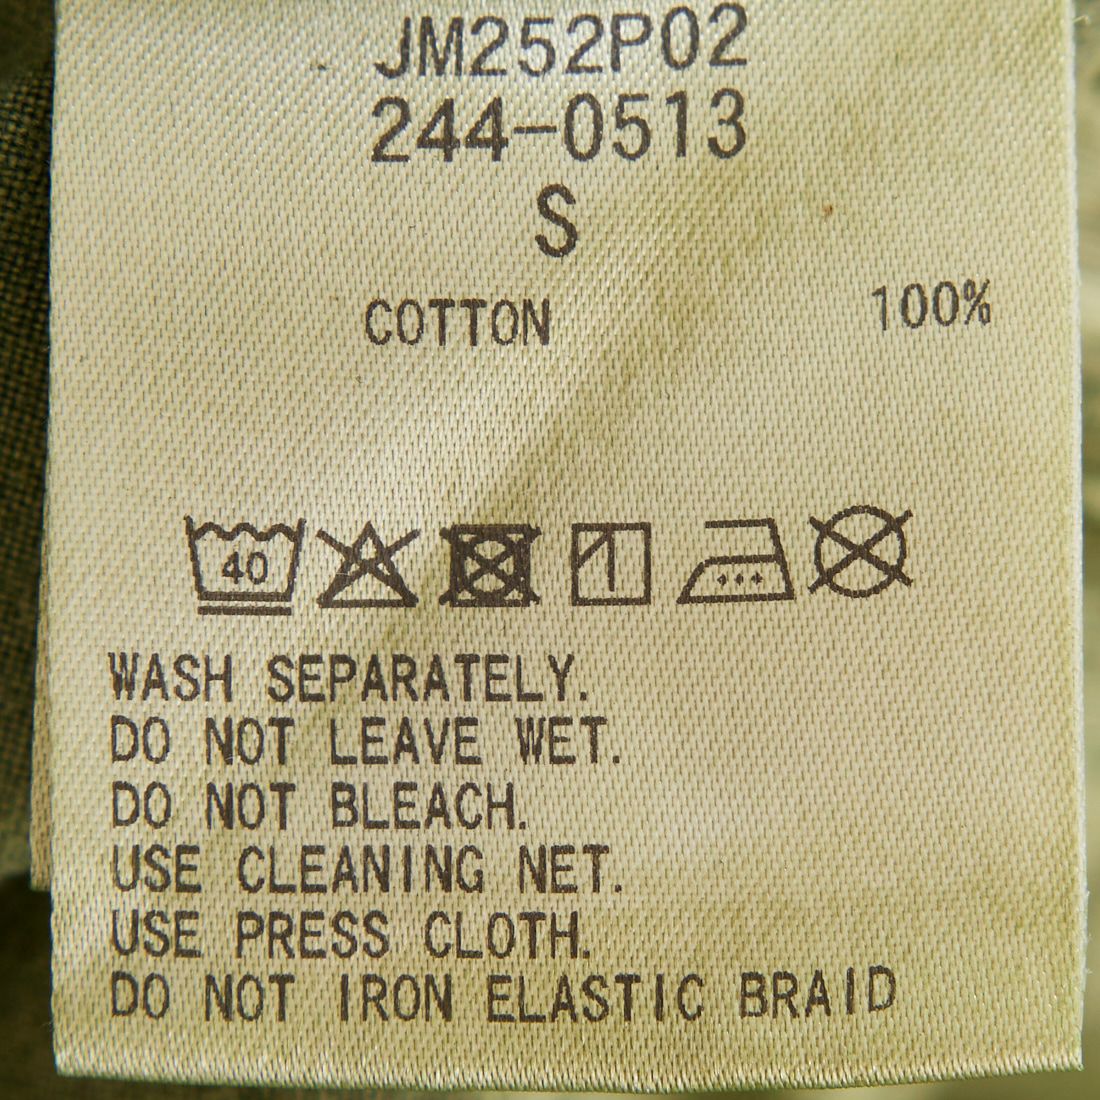 JM252P02
244-0513
S
COTTON 100%
40
WASH SEPARATELY.
DO NOT LEAVE WET.
DO NOT BLEACH.
USE CLEANING NET.
USE PRESS CLOTH.
DO NOT IRON ELASTIC BRAID